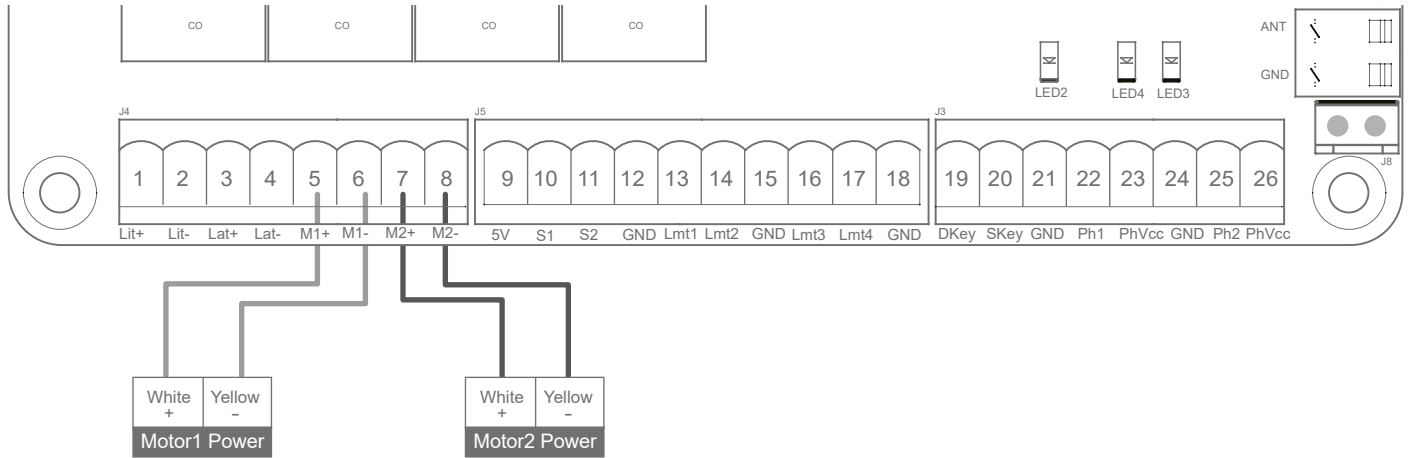 CO CO CO CO
ANT
GND
LED2 LED4 LED3
J4 J5 J3
J8
1 2 3 4 5 6 7 8 9 10 11 12 13 14 15 16 17 18 19 20 21 22 23 24 25 26
Lit+ Lit- Lat+ Lat- M1+ M1- M2+ M2- 5V S1 S2 GND Lmt1 Lmt2 GND Lmt3 Lmt4 GND DKey SKey GND Ph1 PhVcc GND Ph2 PhVcc
White Yellow White Yellow
+ – + –
Motor1 Power Motor2 Power